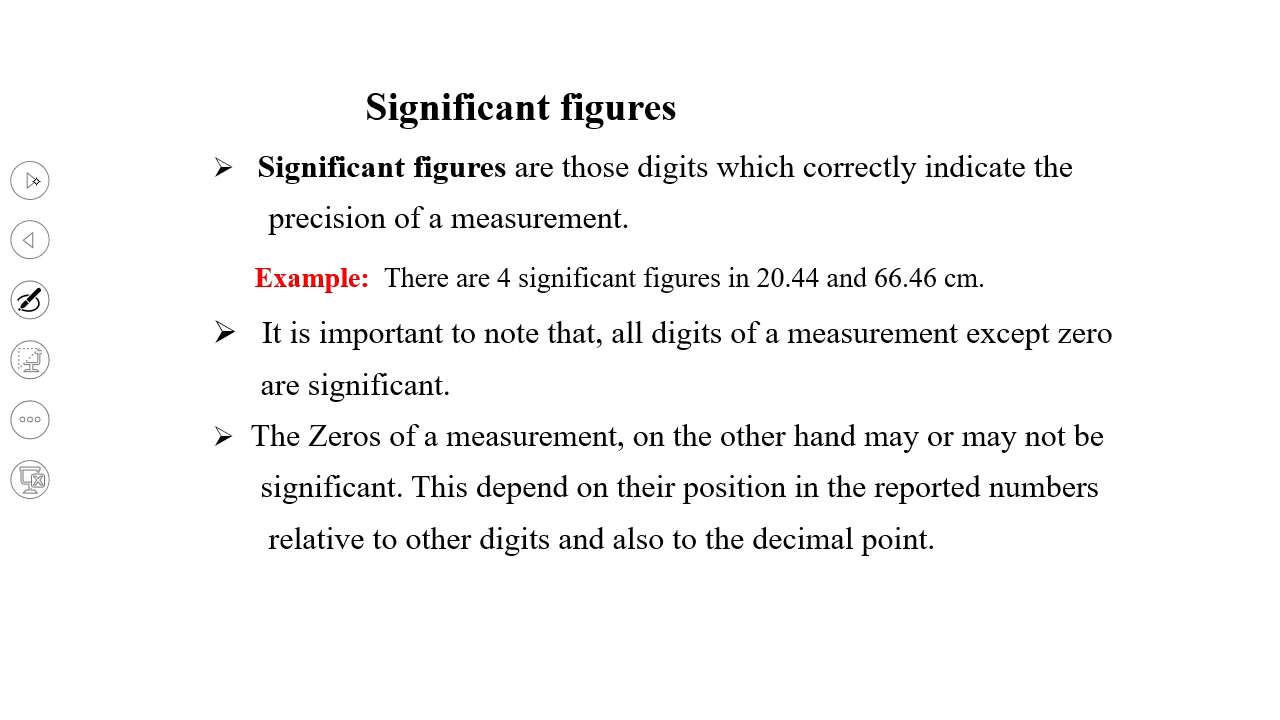 Significant figures
➢ Significant figures are those digits which correctly indicate the
precision of a measurement.
Example: There are 4 significant figures in 20.44 and 66.46 cm.
➢ It is important to note that, all digits of a measurement except zero
are significant.
➢ The Zeros of a measurement, on the other hand may or may not be
significant. This depend on their position in the reported numbers
relative to other digits and also to the decimal point.